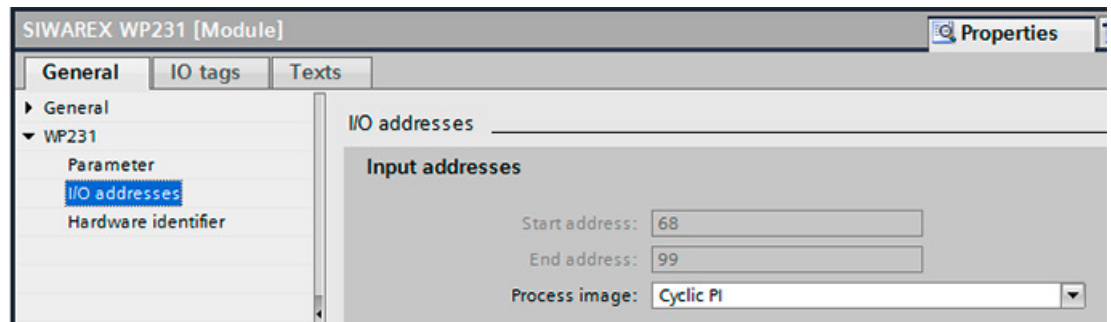 SIWAREX WP231 [Module]
Properties
General IO tags Texts
General
WP231
Parameter
I/O addresses
Hardware identifier
I/O addresses
Input addresses
Start address: 68
End address: 99
Process image: Cyclic PI